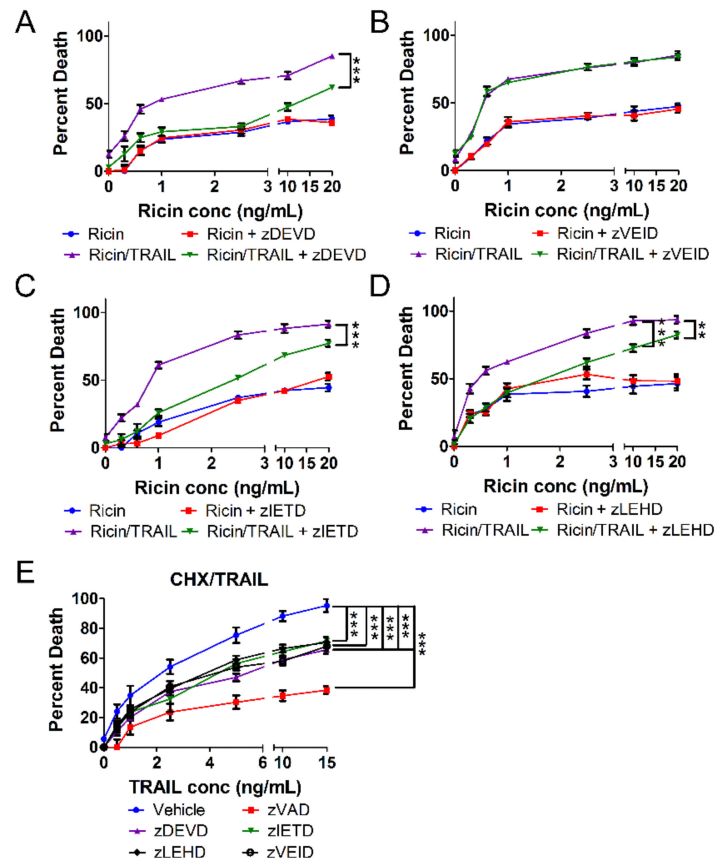 A
100
50
0
Percent Death
***
0 1 2 3 10 15 20
Ricin conc (ng/mL)
Ricin
Ricin + zDEVD
Ricin/TRAIL
Ricin/TRAIL + zDEVD
B
100
50
0
Percent Death
0 1 2 3 10 15 20
Ricin conc (ng/mL)
Ricin
Ricin + zVEID
Ricin/TRAIL
Ricin/TRAIL + zVEID
C
100
50
0
Percent Death
***
0 1 2 3 10 15 20
Ricin conc (ng/mL)
Ricin
Ricin + zIETD
Ricin/TRAIL
Ricin/TRAIL + zIETD
D
100
50
0
Percent Death
***
**
0 1 2 3 10 15 20
Ricin conc (ng/mL)
Ricin
Ricin + zLEHD
Ricin/TRAIL
Ricin/TRAIL + zLEHD
E
CHX/TRAIL
100
80
60
40
20
0
Percent Death
***
***
***
***
***
0 2 4 6 10 15
TRAIL conc (ng/mL)
Vehicle
zVAD
zDEVD
zIETD
zLEHD
zVEID